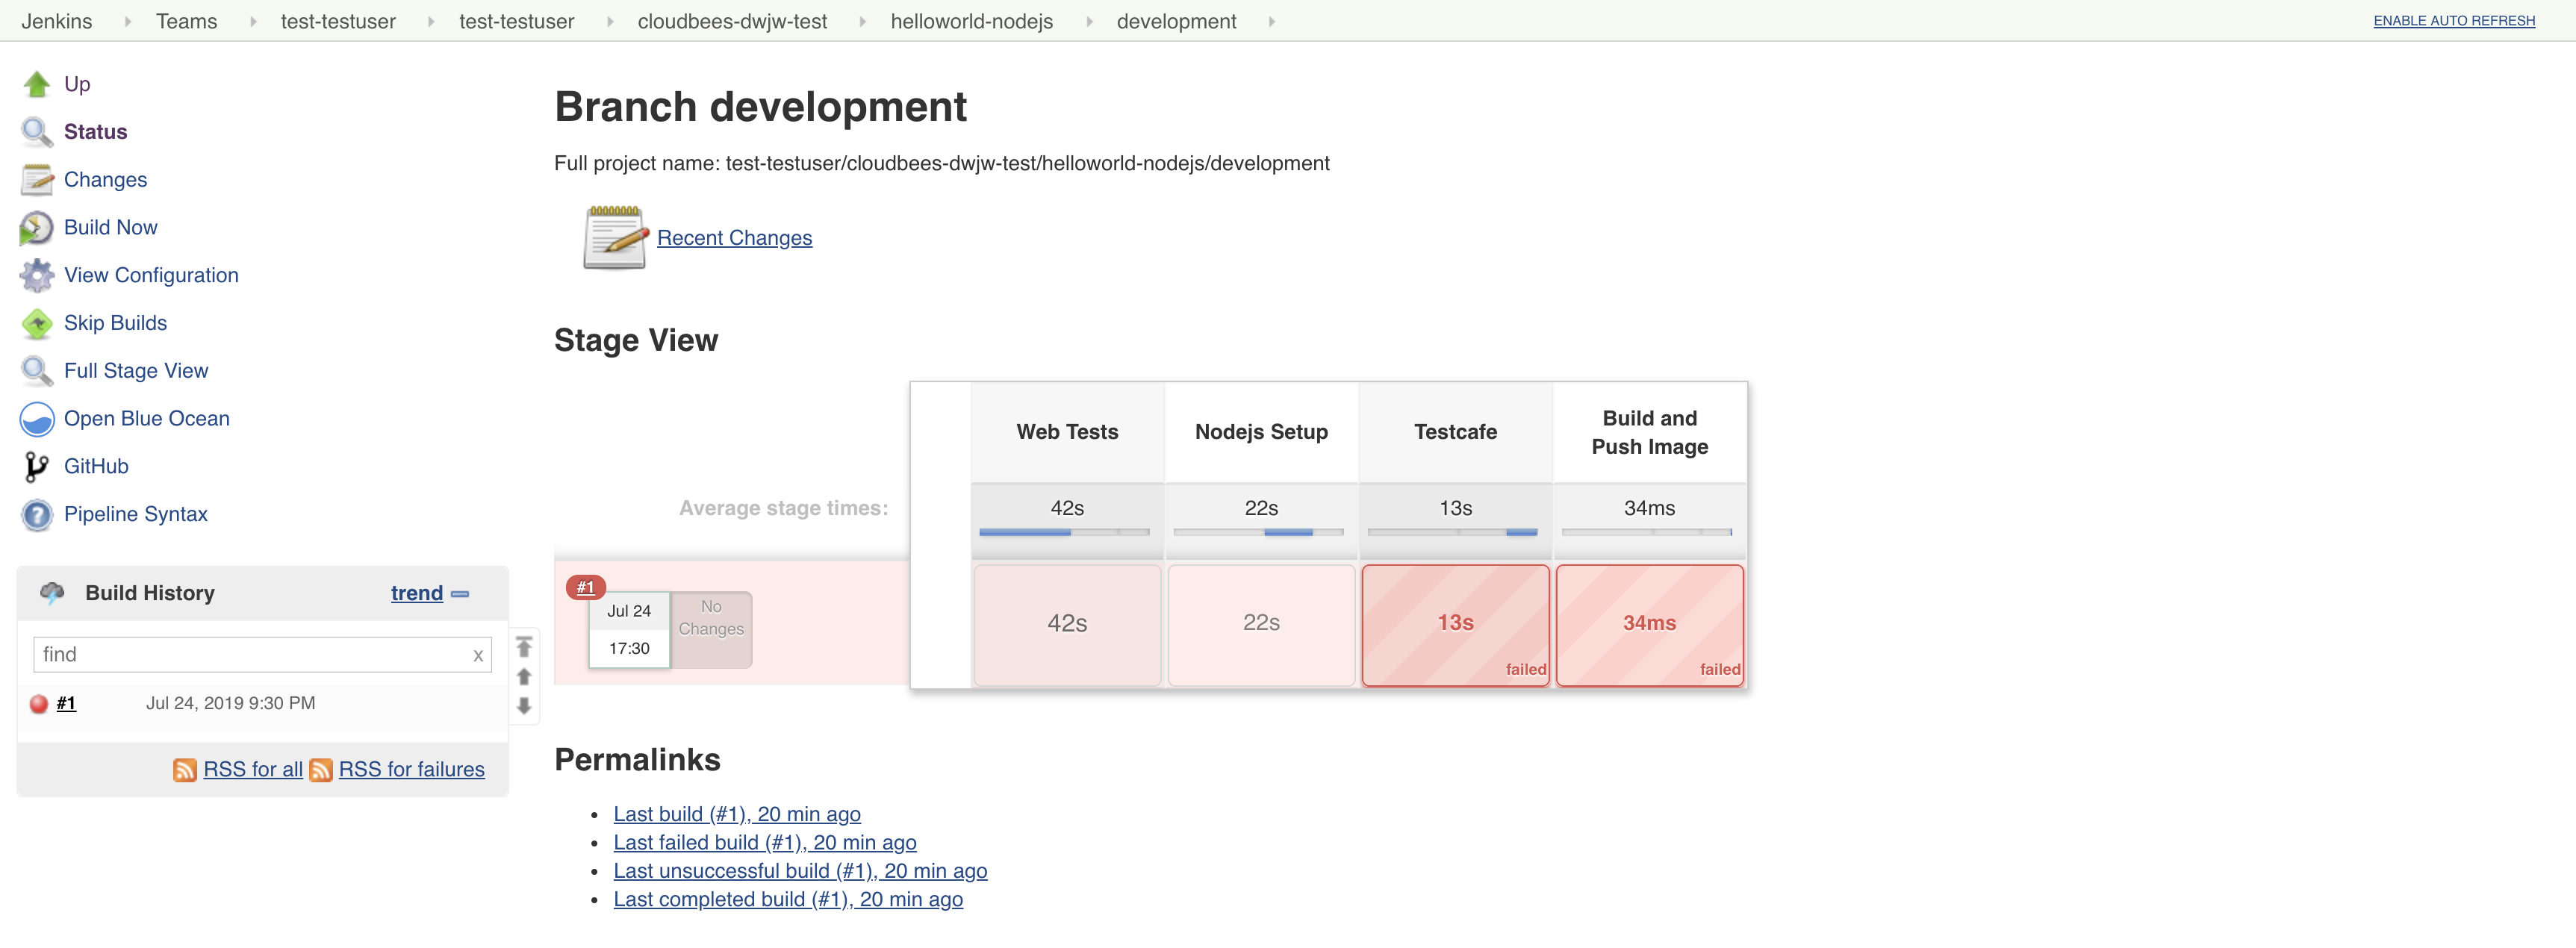 Jenkins Teams test-testuser test-testuser cloudbees-dwjw-test helloworld-nodejs development ENABLE AUTO REFRESH
Up
Status
Changes
Build Now
View Configuration
Skip Builds
Full Stage View
Open Blue Ocean
GitHub
Pipeline Syntax
Build History trend
find x
#1 Jul 24, 2019 9:30 PM
RSS for all RSS for failures
Branch development
Full project name: test-testuser/cloudbees-dwjw-test/helloworld-nodejs/development
Recent Changes
Stage View
Web Tests Nodejs Setup Testcafe Build and
Push Image
Average stage times: 42s 22s 13s 34ms
#1
Jul 24 No
Changes
17:30
42s 22s 13s 34ms
failed failed
Permalinks
Last build (#1), 20 min ago
Last failed build (#1), 20 min ago
Last unsuccessful build (#1), 20 min ago
Last completed build (#1), 20 min ago